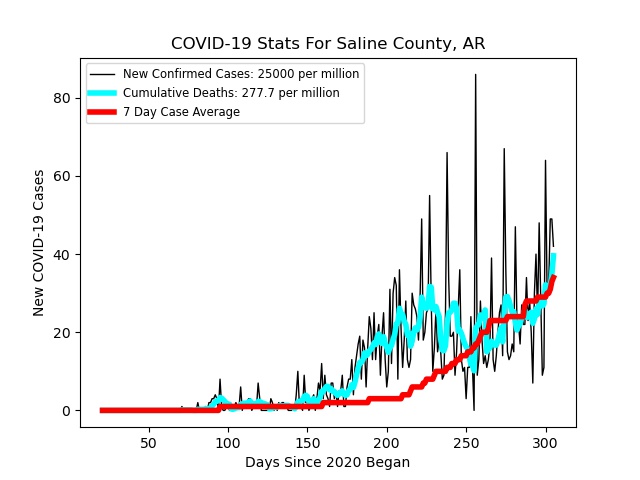 COVID-19 Stats For Saline County, AR
New Confirmed Cases: 25000 per million
Cumulative Deaths: 277.7 per million
7 Day Case Average
New COVID-19 Cases
80
60
40
20
0
50 100 150 200 250 300
Days Since 2020 Began